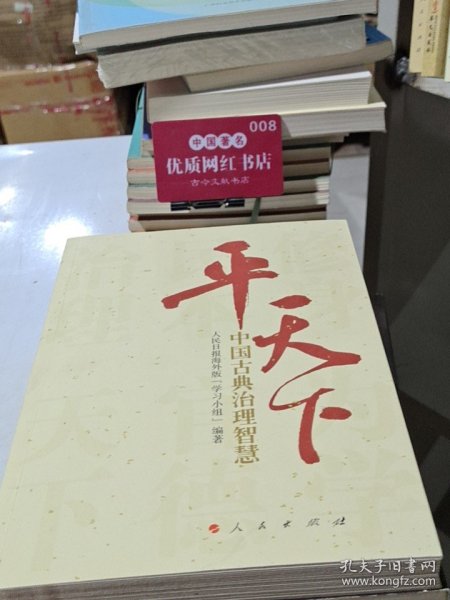 008
中国著名
优质网红书店
古今文献书店
平天下
中国古典治理智慧
人民日报海外版“学习小组” 编著
人民出版社
孔夫子旧书网
www.kongfz.com